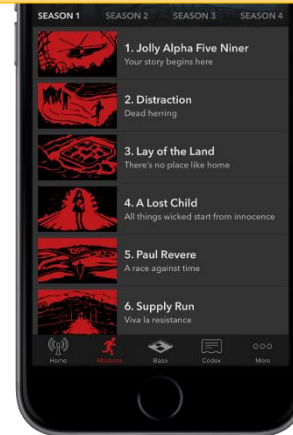 SEASON 1 SEASON 2 SEASON 3 SEASON 4
1. Jolly Alpha Five Niner
Your story begins here
2. Distraction
Dead herring
3. Lay of the Land
There's no place like home
4. A Lost Child
All things wicked start from innocence
5. Paul Revere
A race against time
6. Supply Run
Viva la resistance
Home Missions Base Codex More